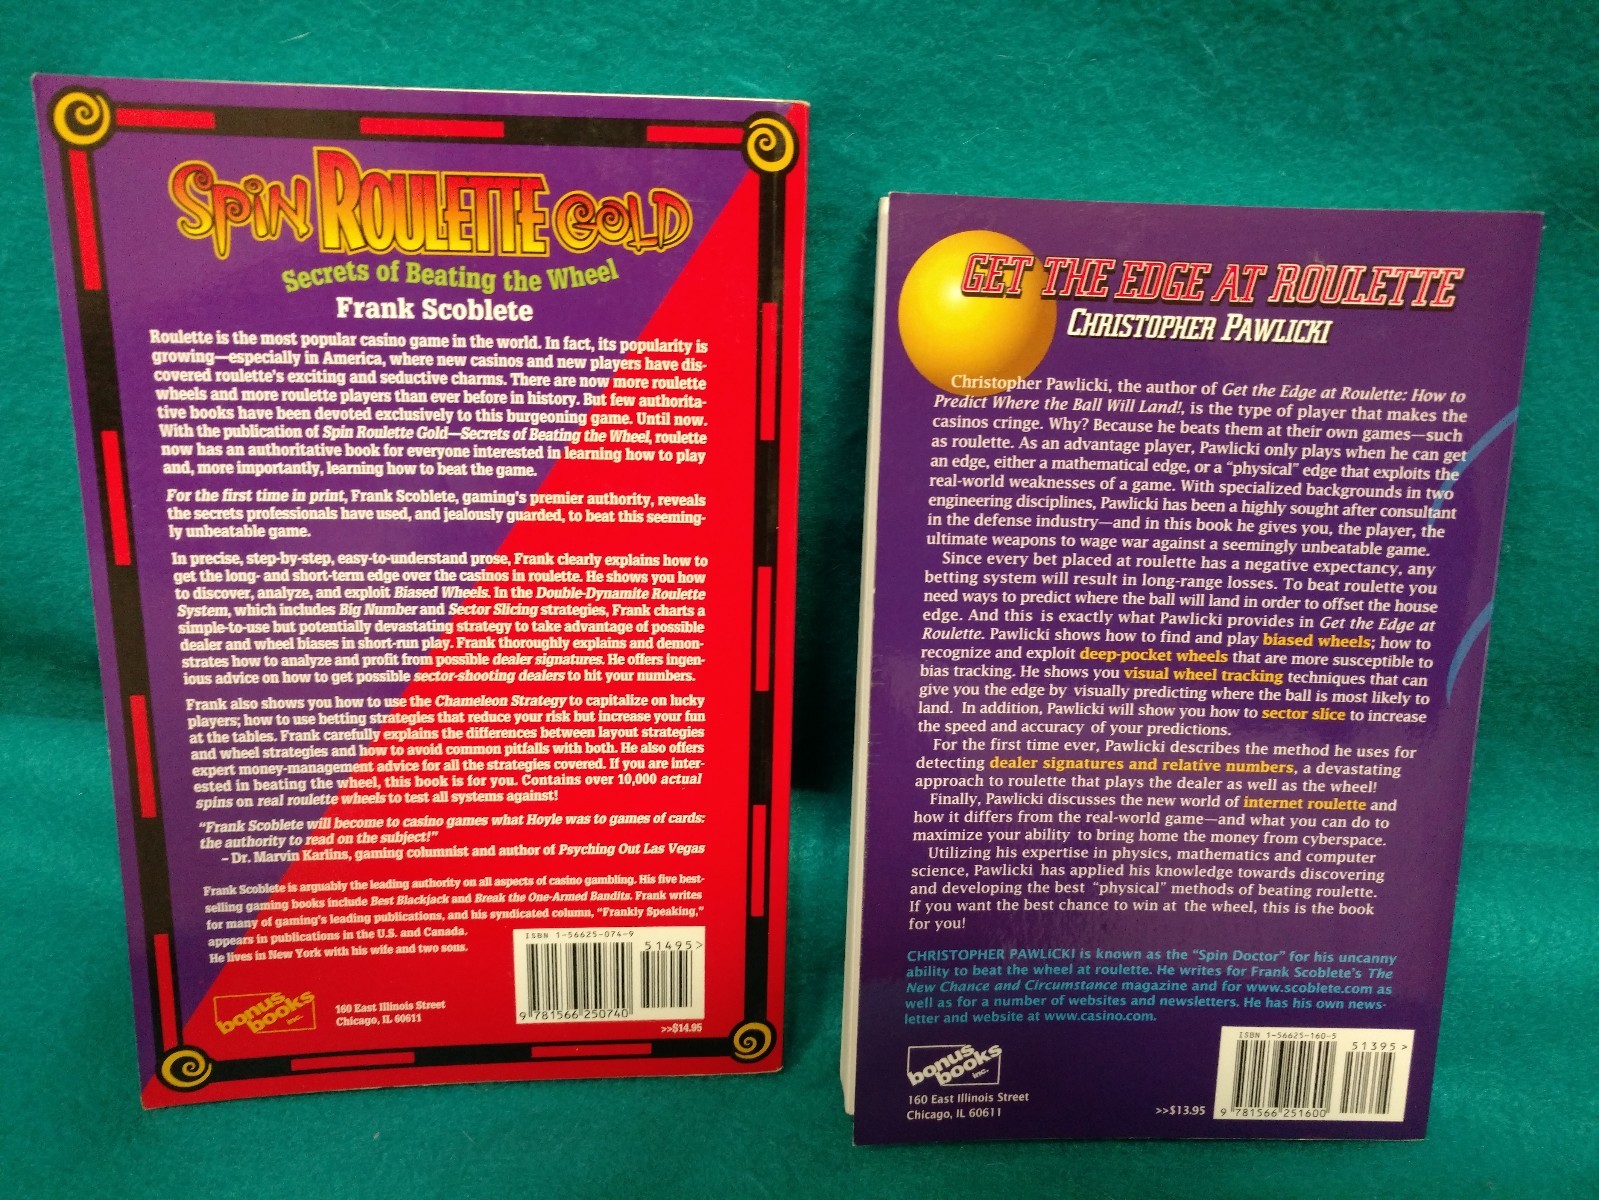 SPIN ROULETTE GOLD
Secrets of Beating the Wheel
Frank Scoblete
Roulette is the most popular casino game in the world. In fact, its popularity is
growing—especially in America, where new casinos and new players have dis-
covered roulette's exciting and seductive charms. There are now more roulette
wheels and more roulette players than ever before in history. But few authorita-
tive books have been devoted exclusively to this burgeoning game. Until now.
With the publication of Spin Roulette Gold—Secrets of Beating the Wheel, roulette
now has an authoritative book for everyone interested in learning how to play
and, more importantly, learning how to beat the game.
For the first time in print, Frank Scoblete, gaming's premier authority, reveals
the secrets professionals have used, and jealously guarded, to beat this seeming-
ly unbeatable game.
In precise, step-by-step, easy-to-understand prose, Frank clearly explains how to
get the long- and short-term edge over the casinos in roulette. He shows you how
to discover, analyze, and exploit Biased Wheels. In the Double-Dynamite Roulette
System, which includes Big Number and Sector Slicing strategies, Frank charts a
simple-to-use but potentially devastating strategy to take advantage of possible
dealer and wheel biases in short-run play. Frank thoroughly explains and demon-
strates how to analyze and profit from possible dealer signatures. He offers ingen-
ious advice on how to get possible sector-shooting dealers to hit your numbers.
Frank also shows you how to use the Chameleon Strategy to capitalize on lucky
players; how to use betting strategies that reduce your risk but increase your fun
at the tables. Frank carefully explains the differences between layout strategies
and wheel strategies and how to avoid common pitfalls with both. He also offers
expert money-management advice for all the strategies covered. If you are inter-
ested in beating the wheel, this book is for you. Contains over 10,000 actual
spins on real roulette wheels to test all systems against!
“Frank Scoblete will become to casino games what Hoyle was to games of cards:
the authority to read on the subject!”
– Dr. Marvin Karlins, gaming columnist and author of Psyching Out Las Vegas
Frank Scoblete is arguably the leading authority on all aspects of casino gambling. His five best-
selling gaming books include Best Blackjack and Break the One-Armed Bandits. Frank writes
for many of gaming's leading publications, and his syndicated column, “Frankly Speaking,”
appears in publications in the U.S. and Canada.
He lives in New York with his wife and two sons.
bonus books inc.
160 East Illinois Street
Chicago, IL 60611
ISBN 1-56625-074-9
51495>
9 781566 250740
>>$14.95
GET THE EDGE AT ROULETTE
CHRISTOPHER PAWLICKI
Christopher Pawlicki, the author of Get the Edge at Roulette: How to
Predict Where the Ball Will Land!, is the type of player that makes the
casinos cringe. Why? Because he beats them at their own games—such
as roulette. As an advantage player, Pawlicki only plays when he can get
an edge, either a mathematical edge, or a “physical” edge that exploits the
real-world weaknesses of a game. With specialized backgrounds in two
engineering disciplines, Pawlicki has been a highly sought after consultant
in the defense industry—and in this book he gives you, the player, the
ultimate weapons to wage war against a seemingly unbeatable game.
Since every bet placed at roulette has a negative expectancy, any
betting system will result in long-range losses. To beat roulette you
need ways to predict where the ball will land in order to offset the house
edge. And this is exactly what Pawlicki provides in Get the Edge at
Roulette. Pawlicki shows how to find and play biased wheels; how to
recognize and exploit deep-pocket wheels that are more susceptible to
bias tracking. He shows you visual wheel tracking techniques that can
give you the edge by visually predicting where the ball is most likely to
land. In addition, Pawlicki will show you how to sector slice to increase
the speed and accuracy of your predictions.
For the first time ever, Pawlicki describes the method he uses for
detecting dealer signatures and relative numbers, a devastating
approach to roulette that plays the dealer as well as the wheel!
Finally, Pawlicki discusses the new world of internet roulette and
how it differs from the real-world game—and what you can do to
maximize your ability to bring home the money from cyberspace.
Utilizing his expertise in physics, mathematics and computer
science, Pawlicki has applied his knowledge towards discovering
and developing the best “physical” methods of beating roulette.
If you want the best chance to win at the wheel, this is the book
for you!
CHRISTOPHER PAWLICKI is known as the “Spin Doctor” for his uncanny
ability to beat the wheel at roulette. He writes for Frank Scoblete's The
New Chance and Circumstance magazine and for www.scoblete.com as
well as for a number of websites and newsletters. He has his own news-
letter and website at www.casino.com.
bonus books inc.
160 East Illinois Street
Chicago, IL 60611
>>$13.95
ISBN 1-56625-160-5
51395>
9 781566 251600